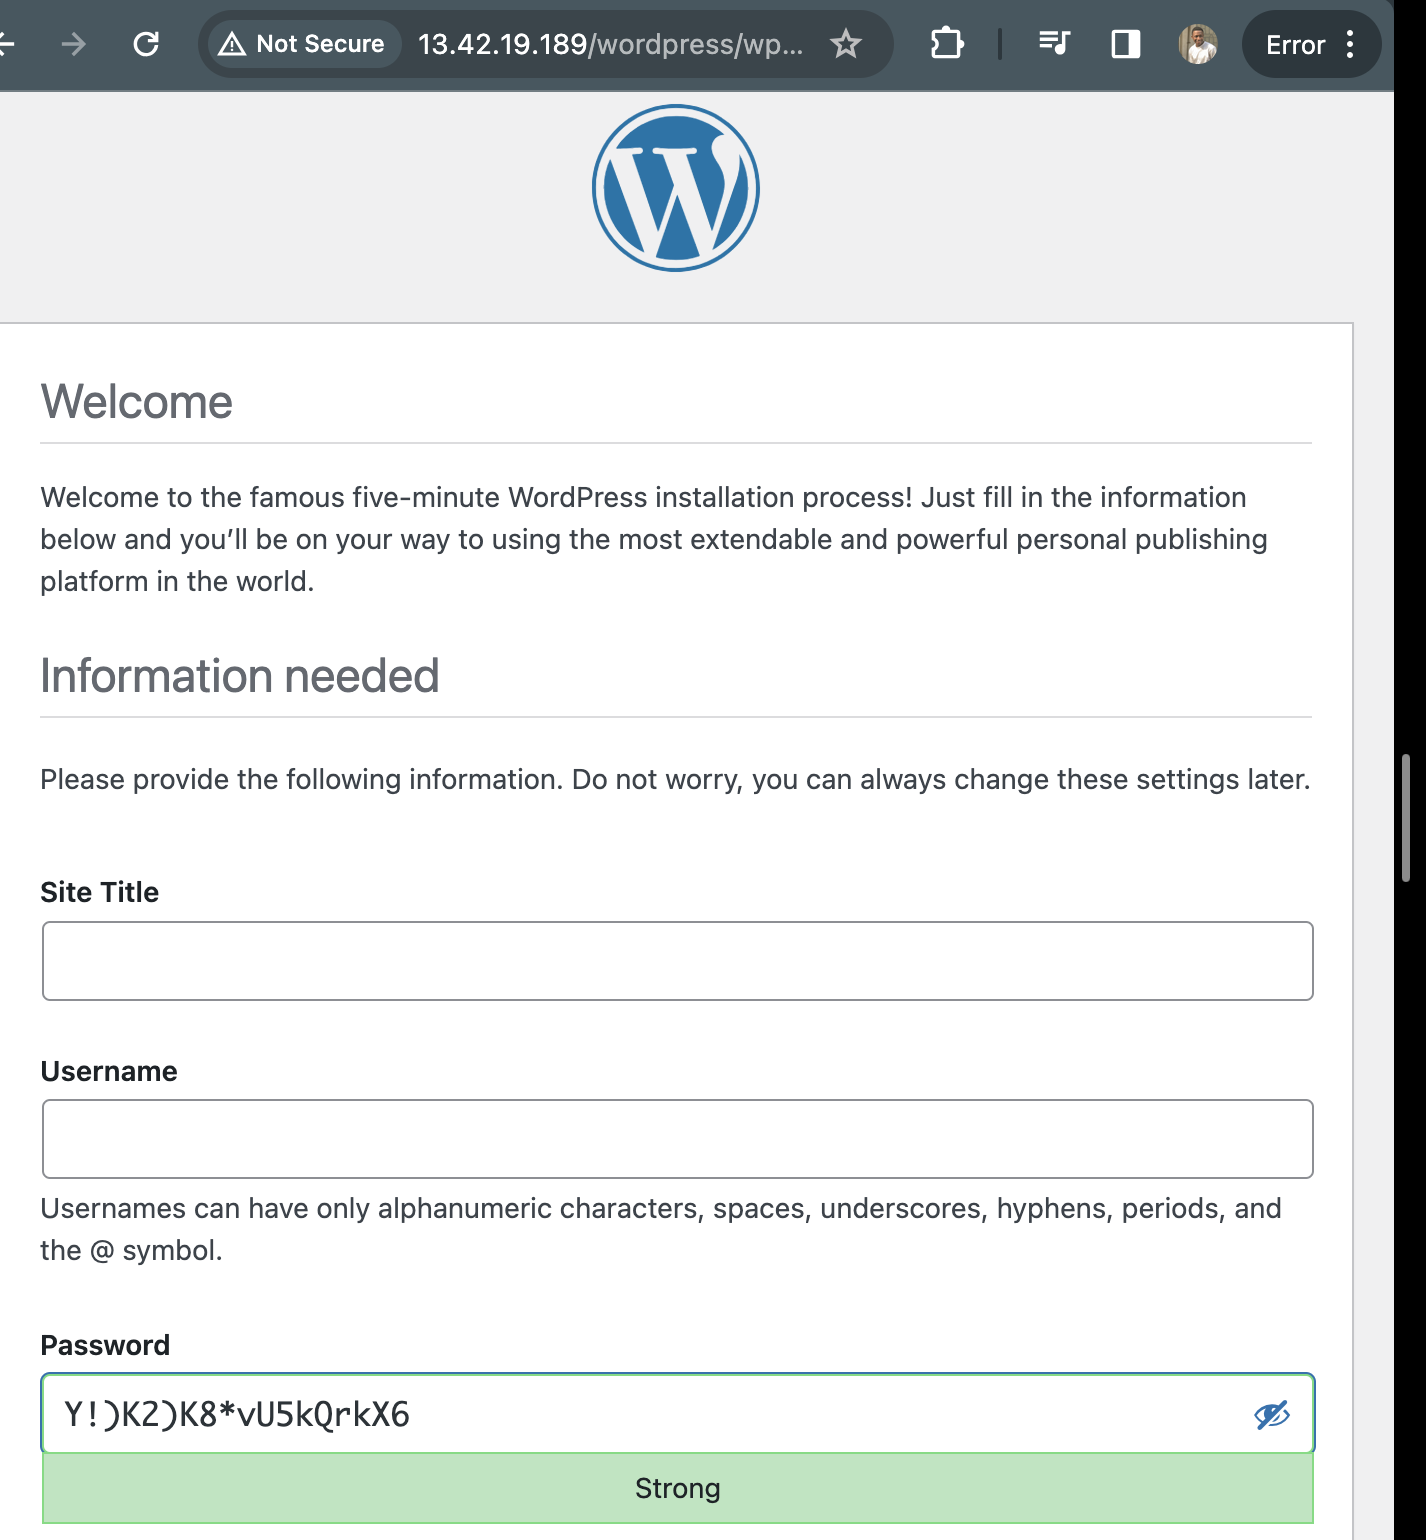 Not Secure 13.42.19.189/wordpress/wp... Error
Welcome
Welcome to the famous five-minute WordPress installation process! Just fill in the information
below and you’ll be on your way to using the most extendable and powerful personal publishing
platform in the world.
Information needed
Please provide the following information. Do not worry, you can always change these settings later.
Site Title
Username
Usernames can have only alphanumeric characters, spaces, underscores, hyphens, periods, and
the @ symbol.
Password
Y!)K2)K8*vU5kQrkX6
Strong